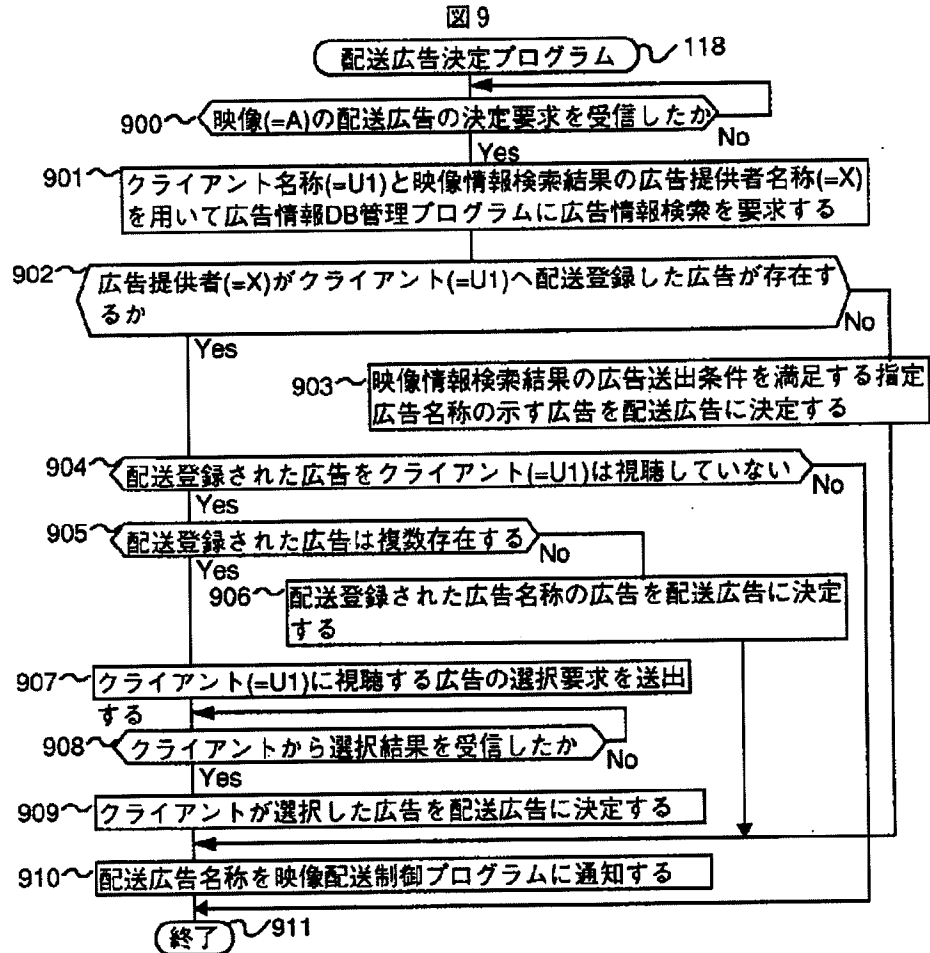 図9
配送広告決定プログラム
118
900
映像(=A)の配送広告の決定要求を受信したか
No
Yes
901
クライアント名称(=U1)と映像情報検索結果の広告提供者名称(=X)
を用いて広告情報DB管理プログラムに広告情報検索を要求する
902
広告提供者(=X)がクライアント(=U1)へ配送登録した広告が存在す
るか
No
Yes
903
映像情報検索結果の広告送出条件を満足する指定
広告名称の示す広告を配送広告に決定する
904
配送登録された広告をクライアント(=U1)は視聴していない
No
Yes
905
配送登録された広告は複数存在する
No
Yes
906
配送登録された広告名称の広告を配送広告に決定
する
907
クライアント(=U1)に視聴する広告の選択要求を送出
する
908
クライアントから選択結果を受信したか
No
Yes
909
クライアントが選択した広告を配送広告に決定する
910
配送広告名称を映像配送制御プログラムに通知する
終了
911